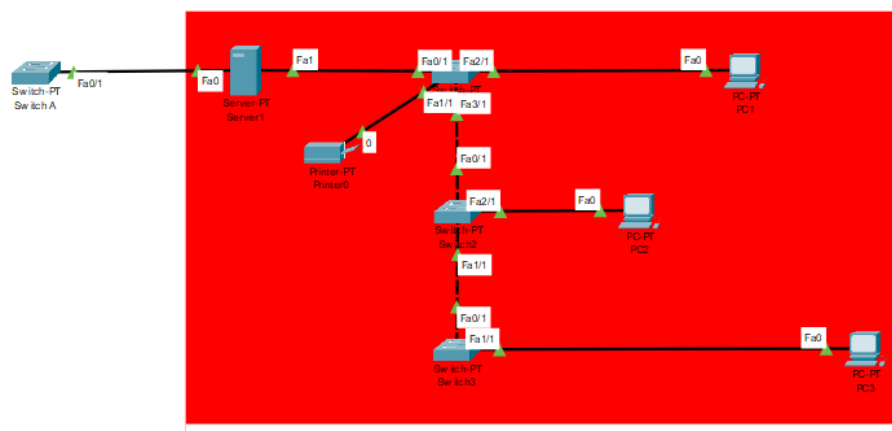 Fa0/1
Switch-PT
Switch A
Fa0
Server-PT
Server1
Fa1
Fa0/1
Fa2/1
Fa1/1
Fa3/1
Fa0
PC-PT
PC1
0
Printer-PT
Printer0
Fa0/1
Fa2/1
Switch-PT
Switch2
Fa0
PC-PT
PC2
Fa1/1
Fa0/1
Fa1/1
Switch-PT
Switch3
Fa0
PC-PT
PC3